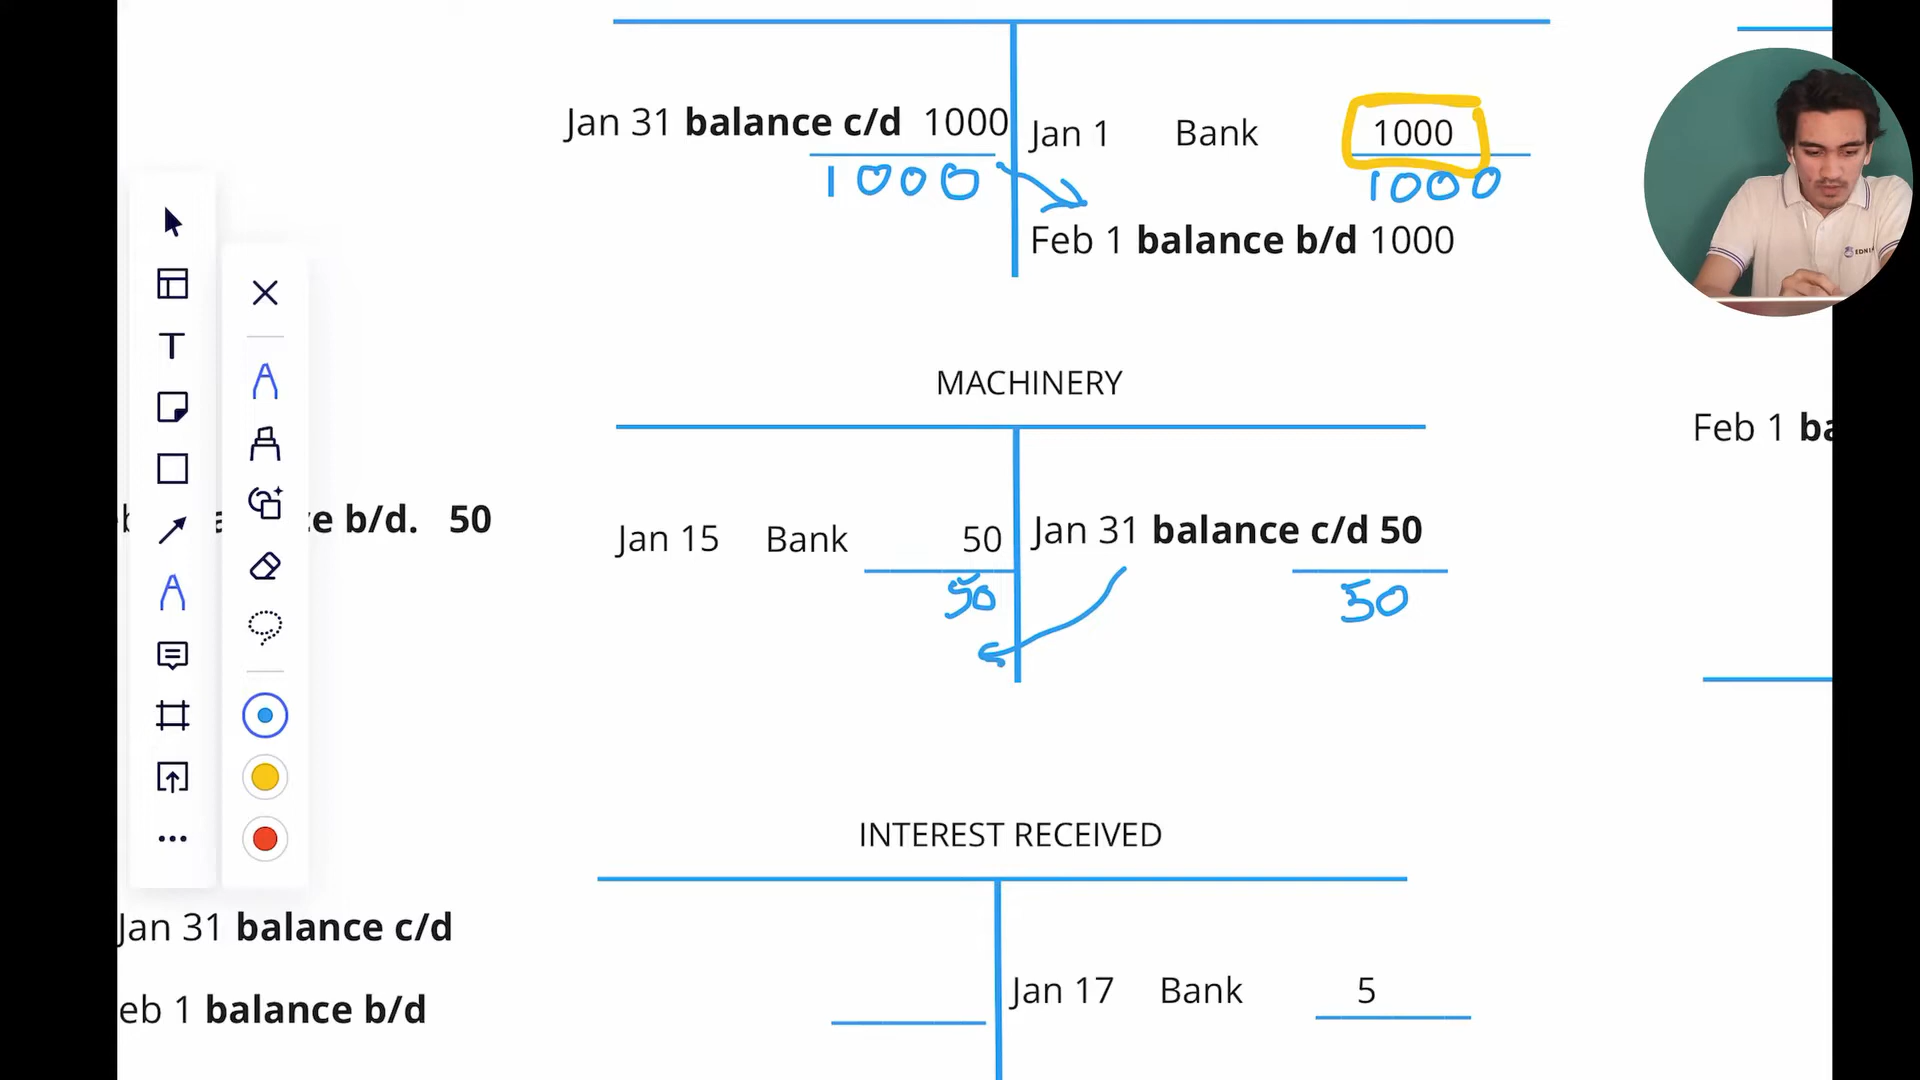 Jan 31 balance c/d 1000
Jan 1 Bank 1000
1000
1000
Feb 1 balance b/d 1000
MACHINERY
Feb 1
b/d. 50
Jan 15 Bank 50
Jan 31 balance c/d 50
50
50
INTEREST RECEIVED
Jan 31 balance c/d
Jan 17 Bank 5
eb 1 balance b/d